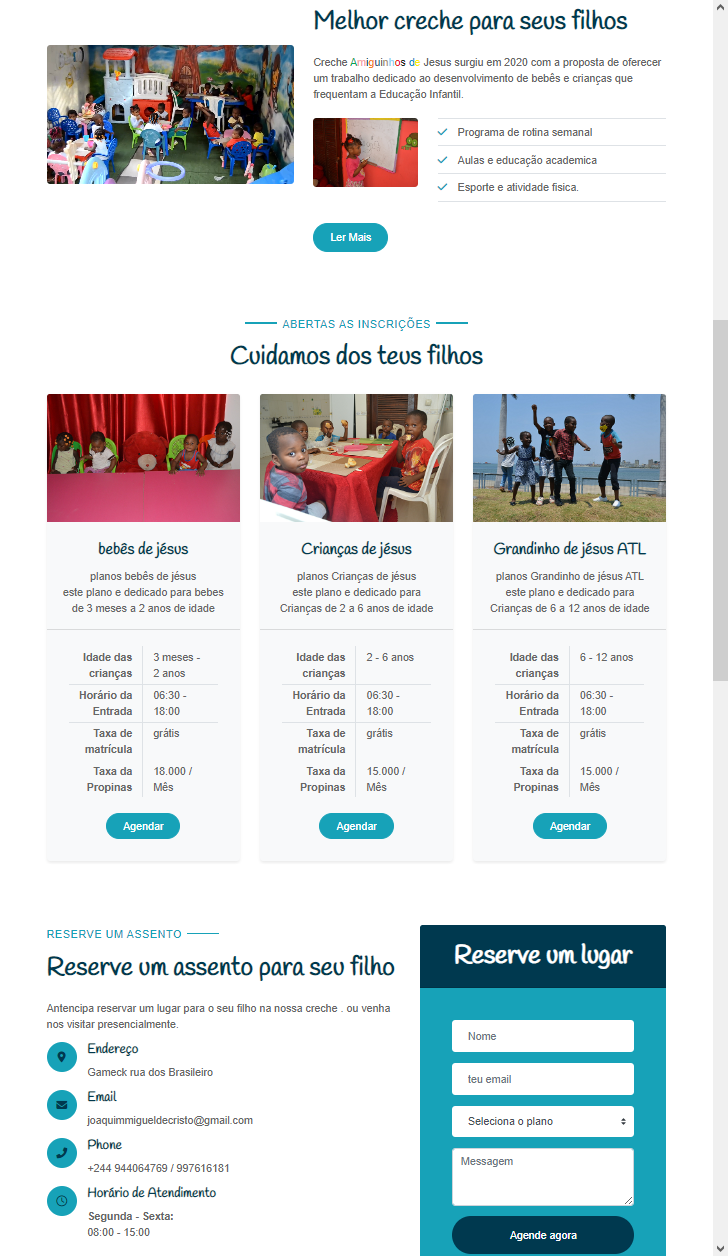 Melhor creche para seus filhos
Creche Amiguinhos de Jesus surgiu em 2020 com a proposta de oferecer
um trabalho dedicado ao desenvolvimento de bebês e crianças que
frequentam a Educação Infantil.
Programa de rotina semanal
Aulas e educação academica
Esporte e atividade fisica.
Ler Mais
ABERTAS AS INSCRIÇÕES
Cuidamos dos teus filhos
bebês de jésus
planos bebês de jésus
este plano e dedicado para bebes
de 3 meses a 2 anos de idade
Idade das crianças 3 meses - 2 anos
Horário da Entrada 06:30 - 18:00
Taxa de matrícula grátis
Taxa da Propinas 18.000 / Mês
Agendar
Crianças de jésus
planos Crianças de jésus
este plano e dedicado para
Crianças de 2 a 6 anos de idade
Idade das crianças 2 - 6 anos
Horário da Entrada 06:30 - 18:00
Taxa de matrícula grátis
Taxa da Propinas 15.000 / Mês
Agendar
Grandinho de jésus ATL
planos Grandinho de jésus ATL
este plano e dedicado para
Crianças de 6 a 12 anos de idade
Idade das crianças 6 - 12 anos
Horário da Entrada 06:30 - 18:00
Taxa de matrícula grátis
Taxa da Propinas 15.000 / Mês
Agendar
RESERVE UM ASSENTO
Reserve um assento para seu filho
Antencipa reservar um lugar para o seu filho na nossa creche . ou venha
nos visitar presencialmente.
Endereço
Gameck rua dos Brasileiro
Email
joaquimmigueldecristo@gmail.com
Phone
+244 944064769 / 997616181
Horário de Atendimento
Segunda - Sexta:
08:00 - 15:00
Reserve um lugar
Nome
teu email
Seleciona o plano
Messagem
Agende agora